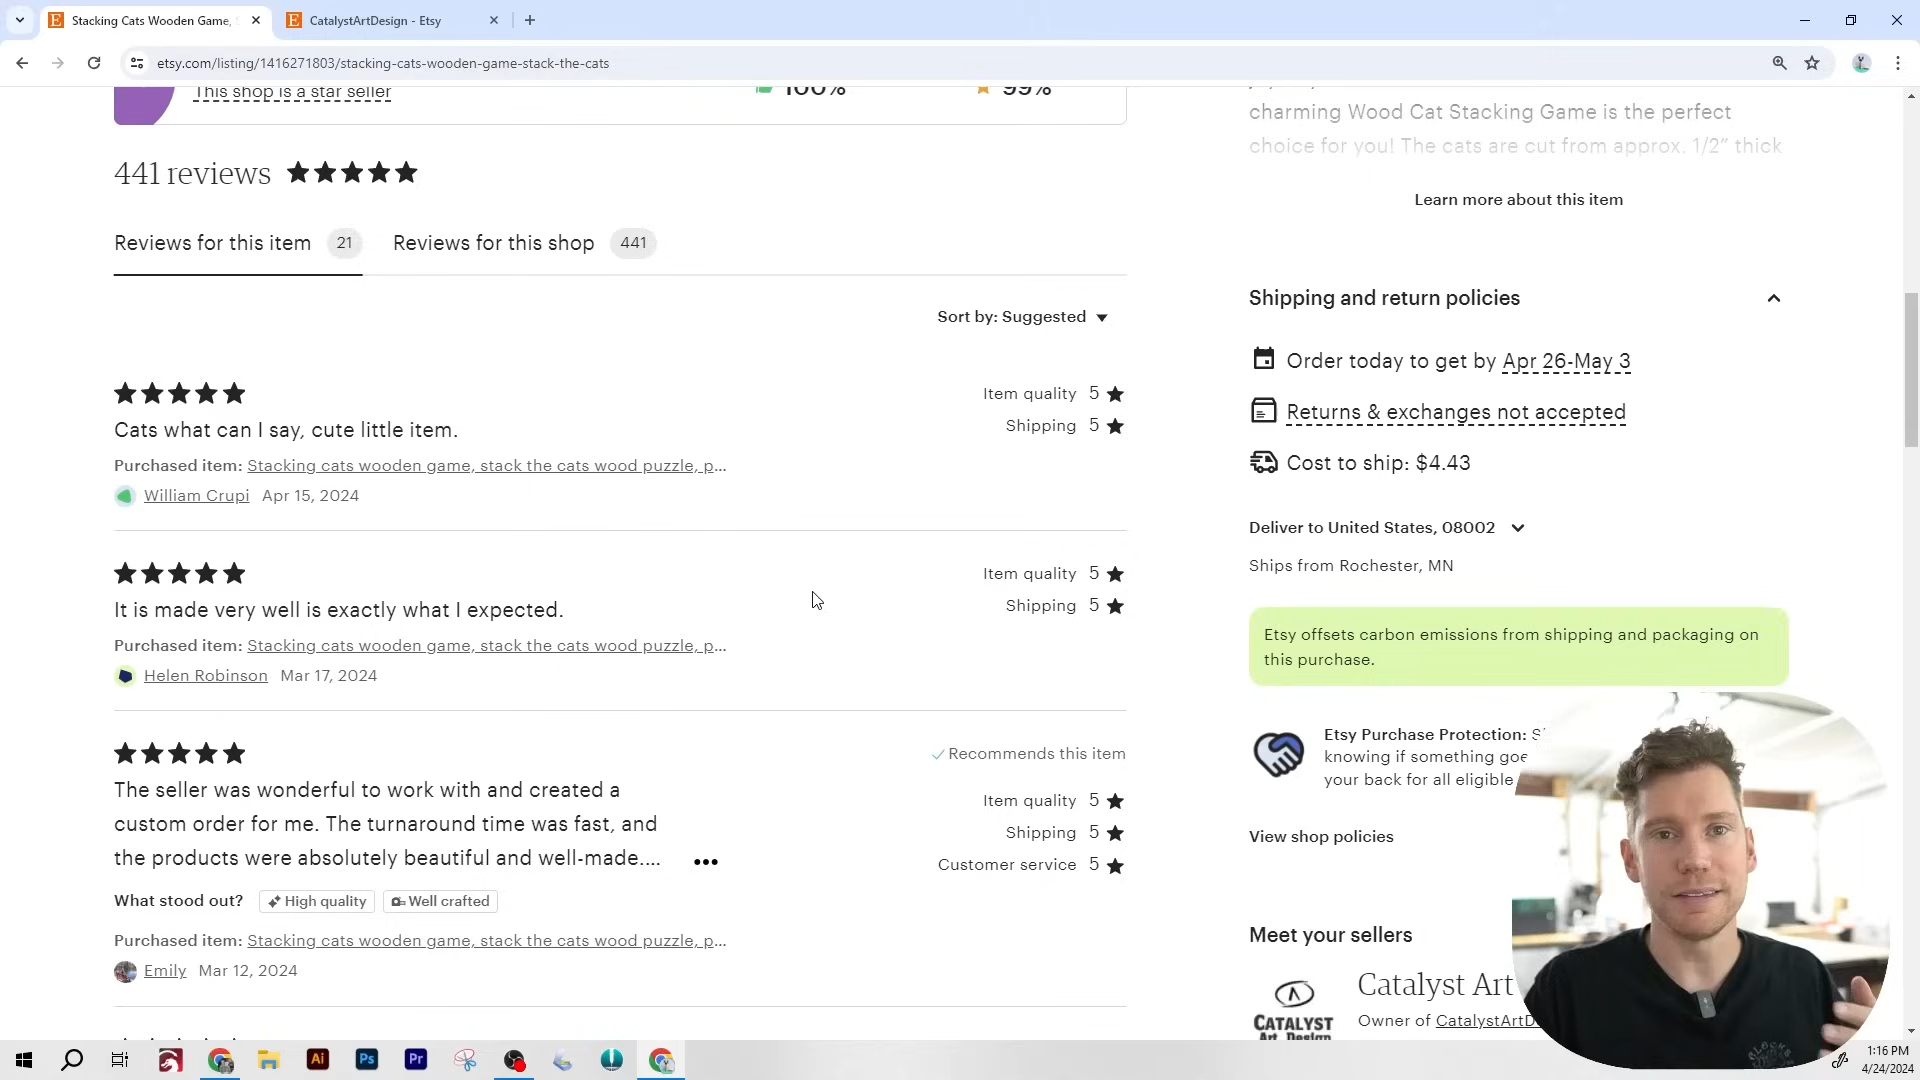 Stacking Cats Wooden Game,
CatalystArtDesign - Etsy
etsy.com/listing/1416271803/stacking-cats-wooden-game-stack-the-cats
This shop is a star seller
100%
99%
441 reviews
Reviews for this item 21
Reviews for this shop 441
Sort by: Suggested
Cats what can I say, cute little item.
Purchased item: Stacking cats wooden game, stack the cats wood puzzle, p...
William Crupi Apr 15, 2024
Item quality 5
Shipping 5
It is made very well is exactly what I expected.
Purchased item: Stacking cats wooden game, stack the cats wood puzzle, p...
Helen Robinson Mar 17, 2024
Item quality 5
Shipping 5
The seller was wonderful to work with and created a
custom order for me. The turnaround time was fast, and
the products were absolutely beautiful and well-made....
Recommends this item
Item quality 5
Shipping 5
Customer service 5
What stood out? High quality Well crafted
Purchased item: Stacking cats wooden game, stack the cats wood puzzle, p...
Emily Mar 12, 2024
charming Wood Cat Stacking Game is the perfect
choice for you! The cats are cut from approx. 1/2” thick
Learn more about this item
Shipping and return policies
Order today to get by Apr 26-May 3
Returns & exchanges not accepted
Cost to ship: $4.43
Deliver to United States, 08002
Ships from Rochester, MN
Etsy offsets carbon emissions from shipping and packaging on
this purchase.
Etsy Purchase Protection:
knowing if something goe
your back for all eligible
View shop policies
Meet your sellers
Catalyst Art
Owner of CatalystArtD
CATALYST
Art Design
Ai
Ps
Pr
1:16 PM
4/24/2024